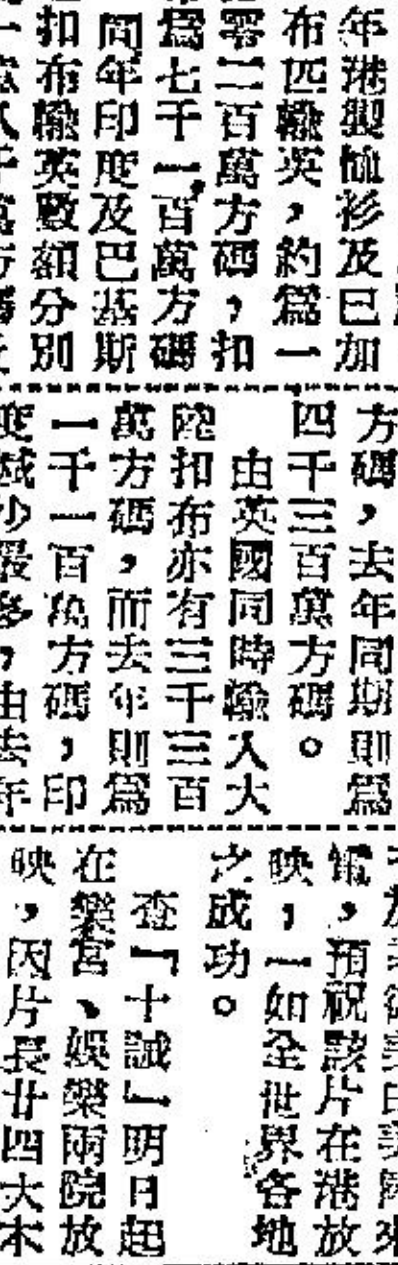 年港製恤衫及已加
布匹輸英，約爲一
零二百萬方碼，扣
爲七千一百萬方碼
同年印度及巴基斯
扣布輸英數額分別
方碼，去年同期則爲
四千三百萬方碼。
由英國同時輸入大
陸扣布亦有三千三百
萬方碼，而去年則爲
一千一百萬方碼，印
度減少最多，由去年
，預祝該片在港放
映，一如全世界各地
之成功。
查「十誡」明日起
在樂宮、娛樂兩院放
映，因片長廿四大本